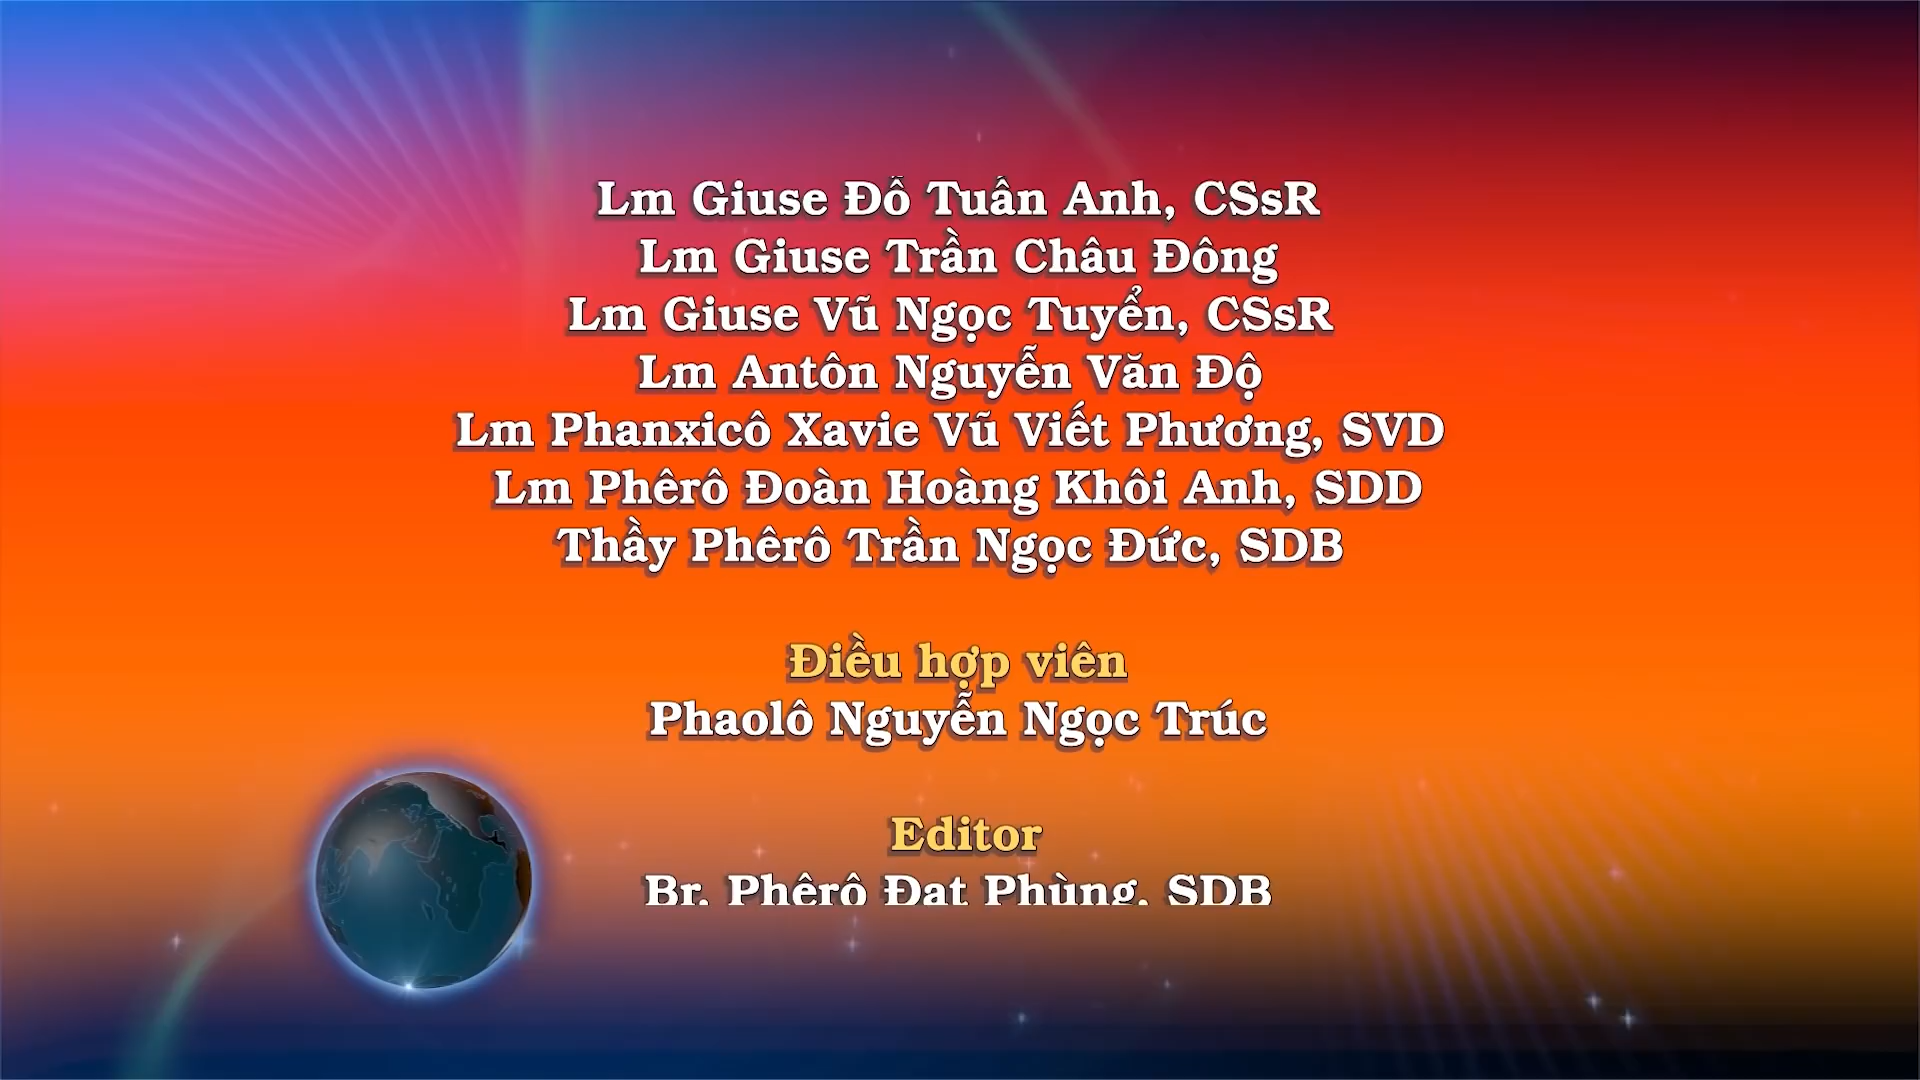 Lm Giuse Đỗ Tuấn Anh, CSsR
Lm Giuse Trần Châu Đông
Lm Giuse Vũ Ngọc Tuyển, CSsR
Lm Antôn Nguyễn Văn Độ
Lm Phanxicô Xavie Vũ Viết Phương, SVD
Lm Phêrô Đoàn Hoàng Khôi Anh, SDD
Thầy Phêrô Trần Ngọc Đức, SDB
Điều hợp viên
Phaolô Nguyễn Ngọc Trúc
Editor
Br. Phêrô Đạt Phùng, SDB